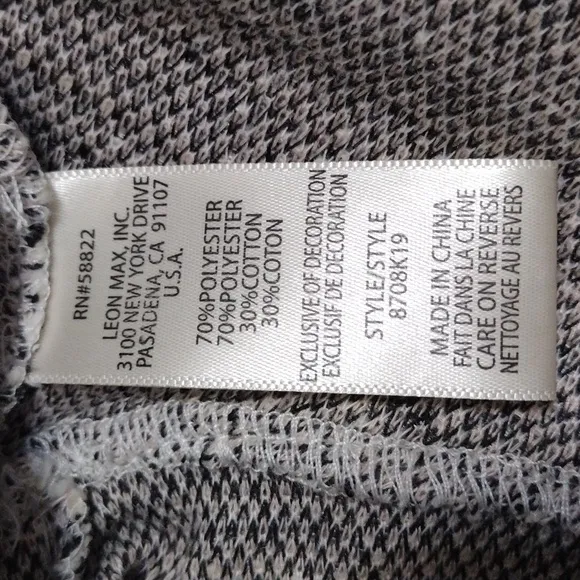 RN#58822
LEON MAX, INC.
3100 NEW YORK DRIVE
PASADENA, CA 91107
U.S.A.
70%POLYESTER
70%POLYESTER
30%COTTON
30%COTON
EXCLUSIVE OF DECORATION
EXCLUSIF DE DECORATION
STYLE/STYLE
8708K19
MADE IN CHINA
FAIT DANS LA CHINE
CARE ON REVERSE
NETTOYAGE AU REVERS